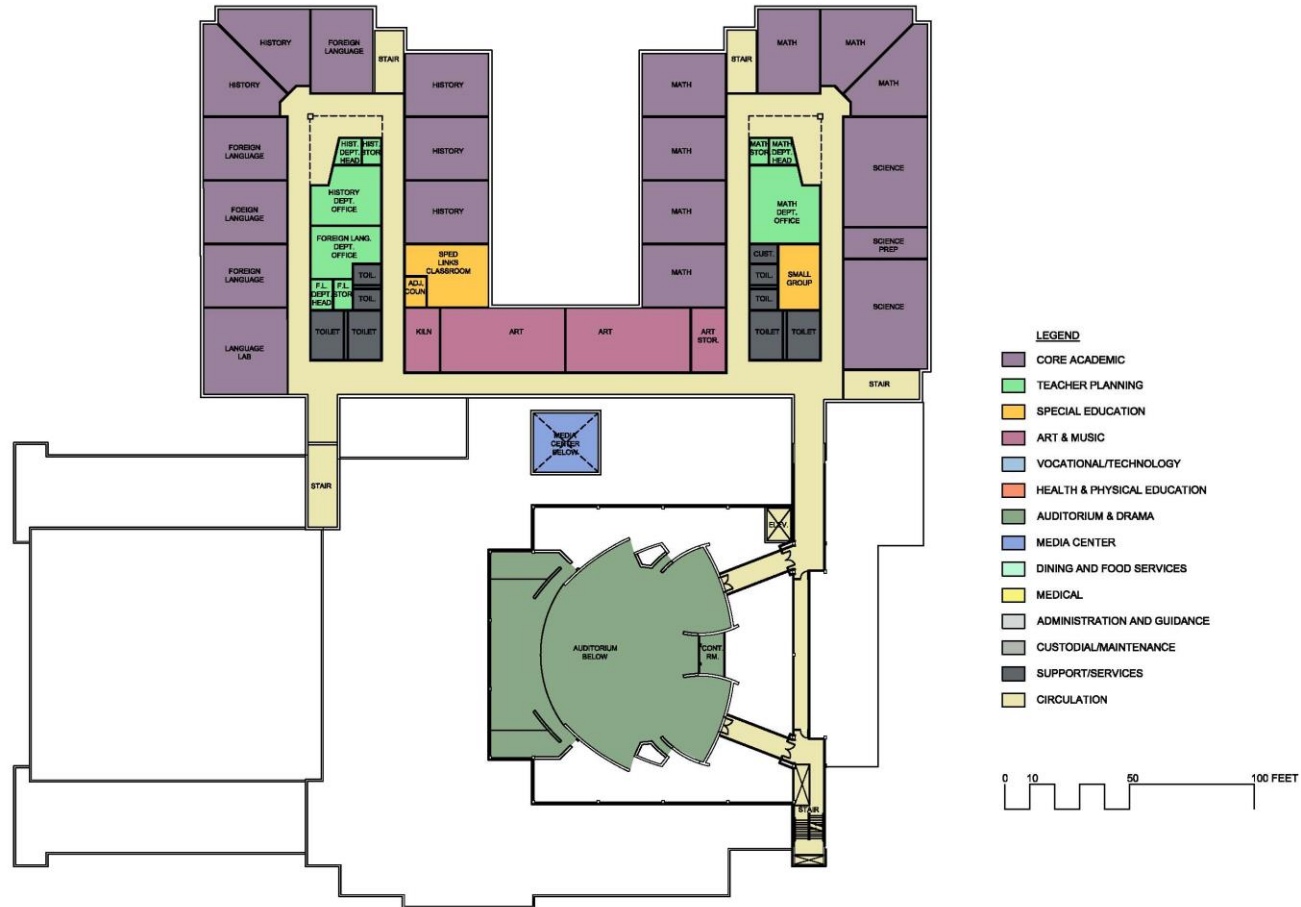 HISTORY
FOREIGN
LANGUAGE
STAIR
HISTORY
HISTORY
FOREIGN
LANGUAGE
HIST.
DEPT.
HEAD
HIST.
STOR
HISTORY
FOEIGN
LANGUAGE
HISTORY
DEPT.
OFFICE
HISTORY
FOREIGN
LANGUAGE
FOREIGN LANG.
DEPT.
OFFICE
SPED
LINKS
CLASSROOM
TOIL.
ADJ.
COUN
F.L.
DEPT.
HEAD
F.L.
STOR
TOIL.
LANGUAGE
LAB
TOILET
TOILET
KILN
ART
ART
ART
STOR.
STAIR
MATH
MATH
MATH
MATH
MATH
MATH
STOR
MATH
DEPT.
HEAD
SCIENCE
MATH
MATH
DEPT.
OFFICE
SCIENCE
PREP
MATH
CUST.
TOIL.
SMALL
GROUP
TOIL.
SCIENCE
TOILET
TOILET
STAIR
MEDIA
CENTER
BELOW
STAIR
ELEV.
AUDITORIUM
BELOW
CONT.
RM.
STAIR
LEGEND
CORE ACADEMIC
TEACHER PLANNING
SPECIAL EDUCATION
ART & MUSIC
VOCATIONAL/TECHNOLOGY
HEALTH & PHYSICAL EDUCATION
AUDITORIUM & DRAMA
MEDIA CENTER
DINING AND FOOD SERVICES
MEDICAL
ADMINISTRATION AND GUIDANCE
CUSTODIAL/MAINTENANCE
SUPPORT/SERVICES
CIRCULATION
0 10 50 100 FEET